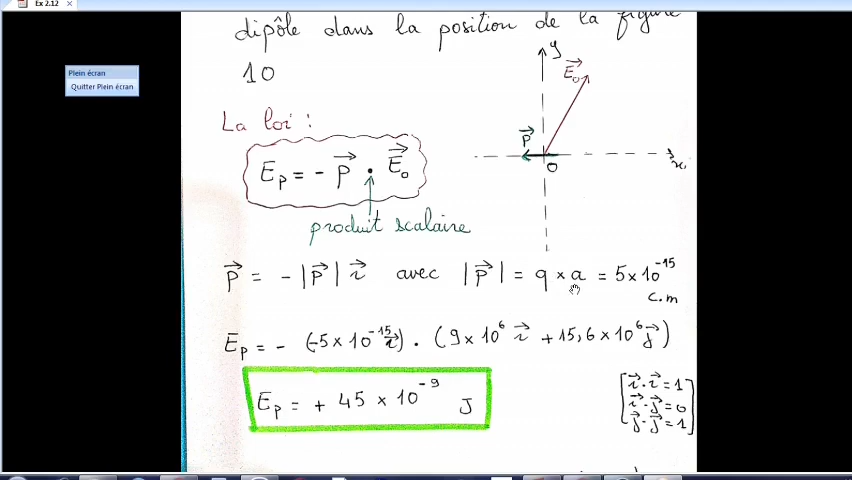 Ex 2.12
dipôle dans la position de la figure
10
Plein écran
Quitter Plein écran
y
E₀
P
O
x
La loi :
Eₚ = - P⃗ • E⃗₀
produit scalaire
P⃗ = - |P⃗| i⃗ avec |P⃗| = q × a = 5×10⁻¹⁵
C.m
Eₚ = - (-5×10⁻¹⁵ i⃗) . (9×10⁶ i⃗ + 15,6×10⁶ j⃗)
Eₚ = + 45 × 10⁻⁹ J
i⃗ . i⃗ = 1
i⃗ . j⃗ = 0
j⃗ . j⃗ = 1